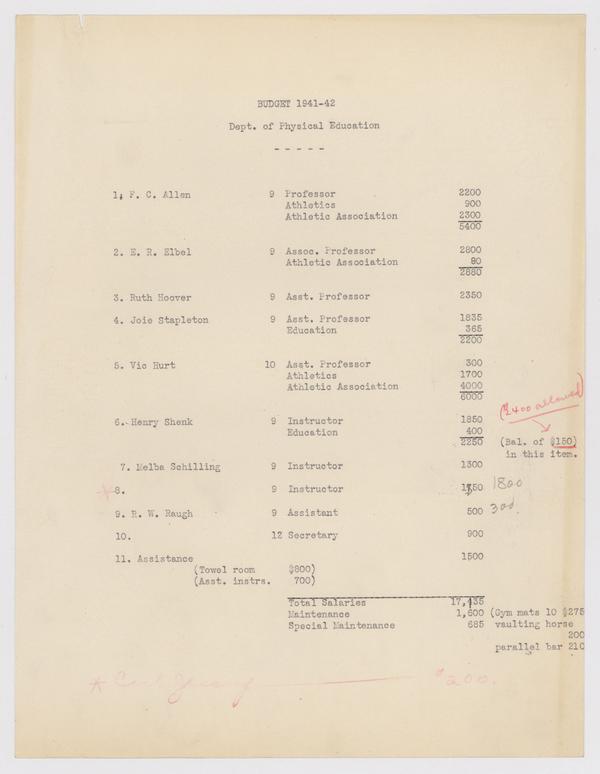 BUDGET 1941-42
Dept. of Physical Education
- - - - -
1. F. C. Allen 9 Professor 2200
Athletics 900
Athletic Association 2300
5400
2. E. R. Elbel 9 Assoc. Professor 2800
Athletic Association 80
2880
3. Ruth Hoover 9 Asst. Professor 2350
4. Joie Stapleton 9 Asst. Professor 1835
Education 365
2200
5. Vic Hurt 10 Asst. Professor 300
Athletics 1700
Athletic Association 4000
6000
($2400 allowed)
6. Henry Shenk 9 Instructor 1850
Education 400
2250 (Bal. of $150)
in this item.
7. Melba Schilling 9 Instructor 1300
*8. 9 Instructor 1750 1800
9. R. W. Raugh 9 Assistant 500 300
10. 12 Secretary 900
11. Assistance 1500
(Towel room $800)
(Asst. instrs. 700)
Total Salaries 17,435
Maintenance 1,600 (Gym mats 10 $275
Special Maintenance 685 vaulting horse
200
parallel bar 210
* $200.